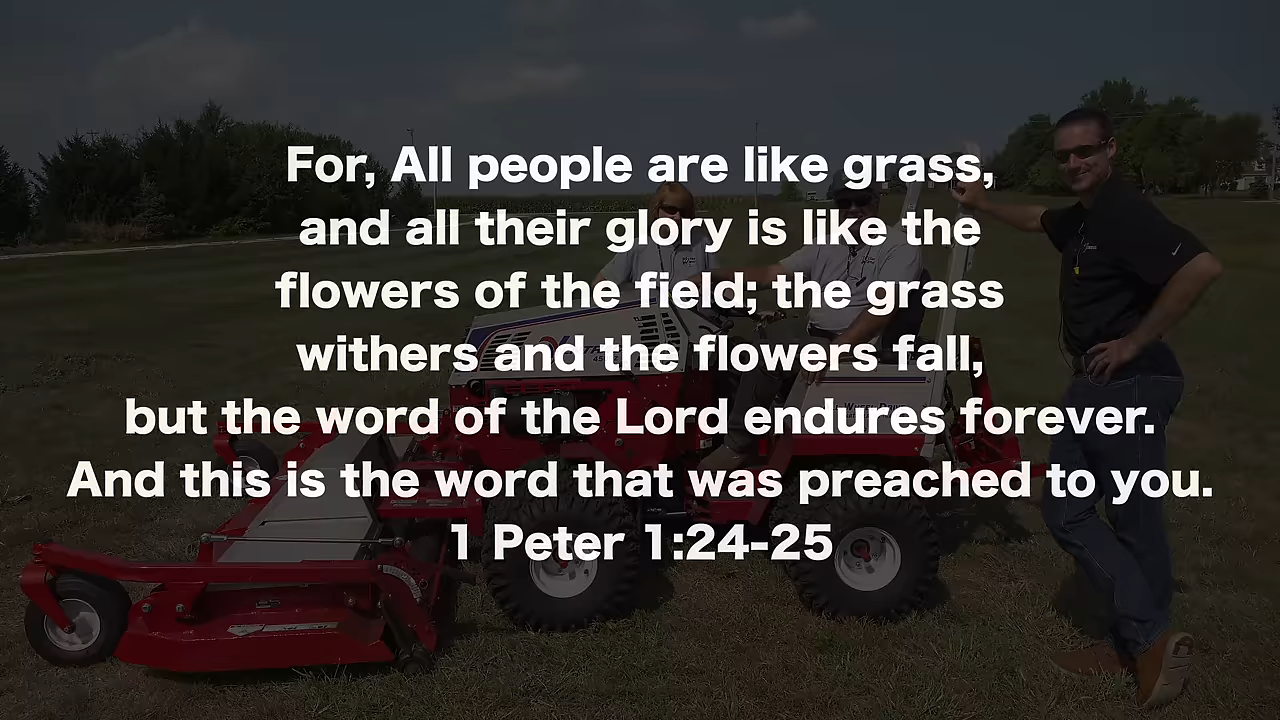 For, All people are like grass,
and all their glory is like the
flowers of the field; the grass
withers and the flowers fall,
but the word of the Lord endures forever.
And this is the word that was preached to you.
1 Peter 1:24-25